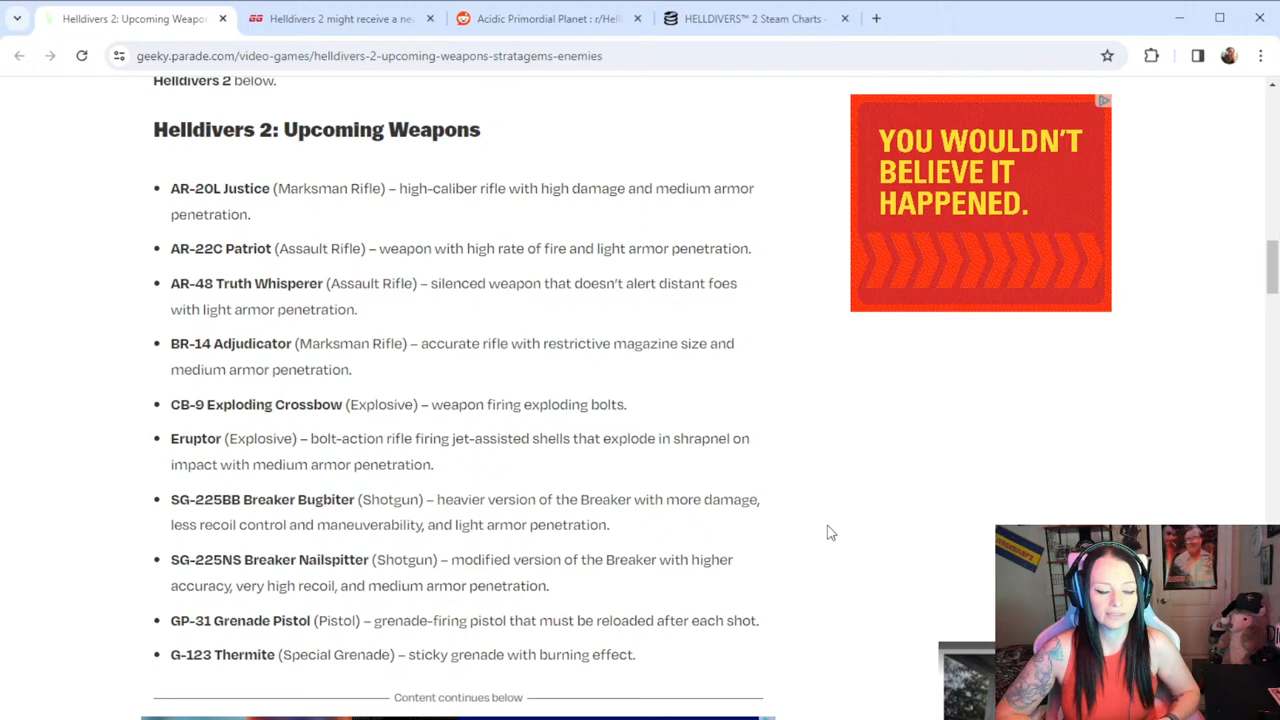 Helldivers 2: Upcoming Weapo
Helldivers 2 might receive a ne
Acidic Primordial Planet : r/Hell
HELLDIVERS™ 2 Steam Charts
geeky.parade.com/video-games/helldivers-2-upcoming-weapons-stratagems-enemies
Helldivers 2 below.
Helldivers 2: Upcoming Weapons
• AR-20L Justice (Marksman Rifle) – high-caliber rifle with high damage and medium armor
penetration.
• AR-22C Patriot (Assault Rifle) – weapon with high rate of fire and light armor penetration.
• AR-48 Truth Whisperer (Assault Rifle) – silenced weapon that doesn't alert distant foes
with light armor penetration.
• BR-14 Adjudicator (Marksman Rifle) – accurate rifle with restrictive magazine size and
medium armor penetration.
• CB-9 Exploding Crossbow (Explosive) – weapon firing exploding bolts.
• Eruptor (Explosive) – bolt-action rifle firing jet-assisted shells that explode in shrapnel on
impact with medium armor penetration.
• SG-225BB Breaker Bugbiter (Shotgun) – heavier version of the Breaker with more damage,
less recoil control and maneuverability, and light armor penetration.
• SG-225NS Breaker Nailspitter (Shotgun) – modified version of the Breaker with higher
accuracy, very high recoil, and medium armor penetration.
• GP-31 Grenade Pistol (Pistol) – grenade-firing pistol that must be reloaded after each shot.
• G-123 Thermite (Special Grenade) – sticky grenade with burning effect.
Content continues below
YOU WOULDN'T
BELIEVE IT
HAPPENED.